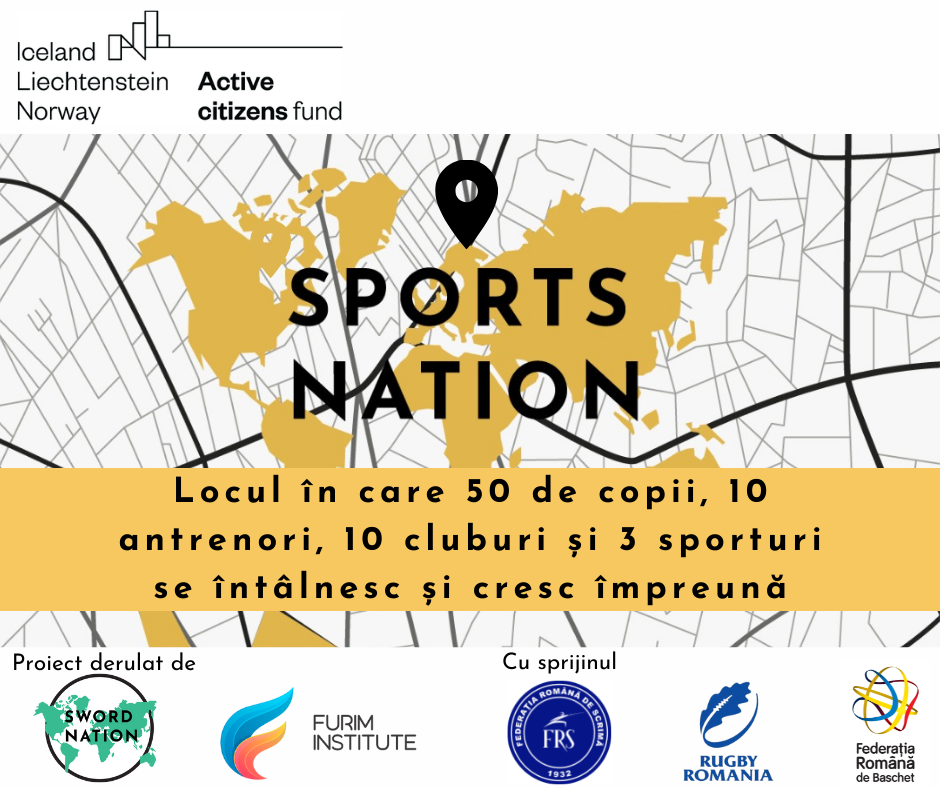 Iceland
Liechtenstein
Norway
Active
citizens fund
SPORTS
NATION
Locul în care 50 de copii, 10
antrenori, 10 cluburi și 3 sporturi
se întâlnesc și cresc împreună
Proiect derulat de
SWORD
NATION
FURIM
INSTITUTE
Cu sprijinul
FEDERAȚIA ROMÂNĂ DE SCRIMĂ
FRS
1932
RUGBY
ROMANIA
Federația
Română
de Baschet